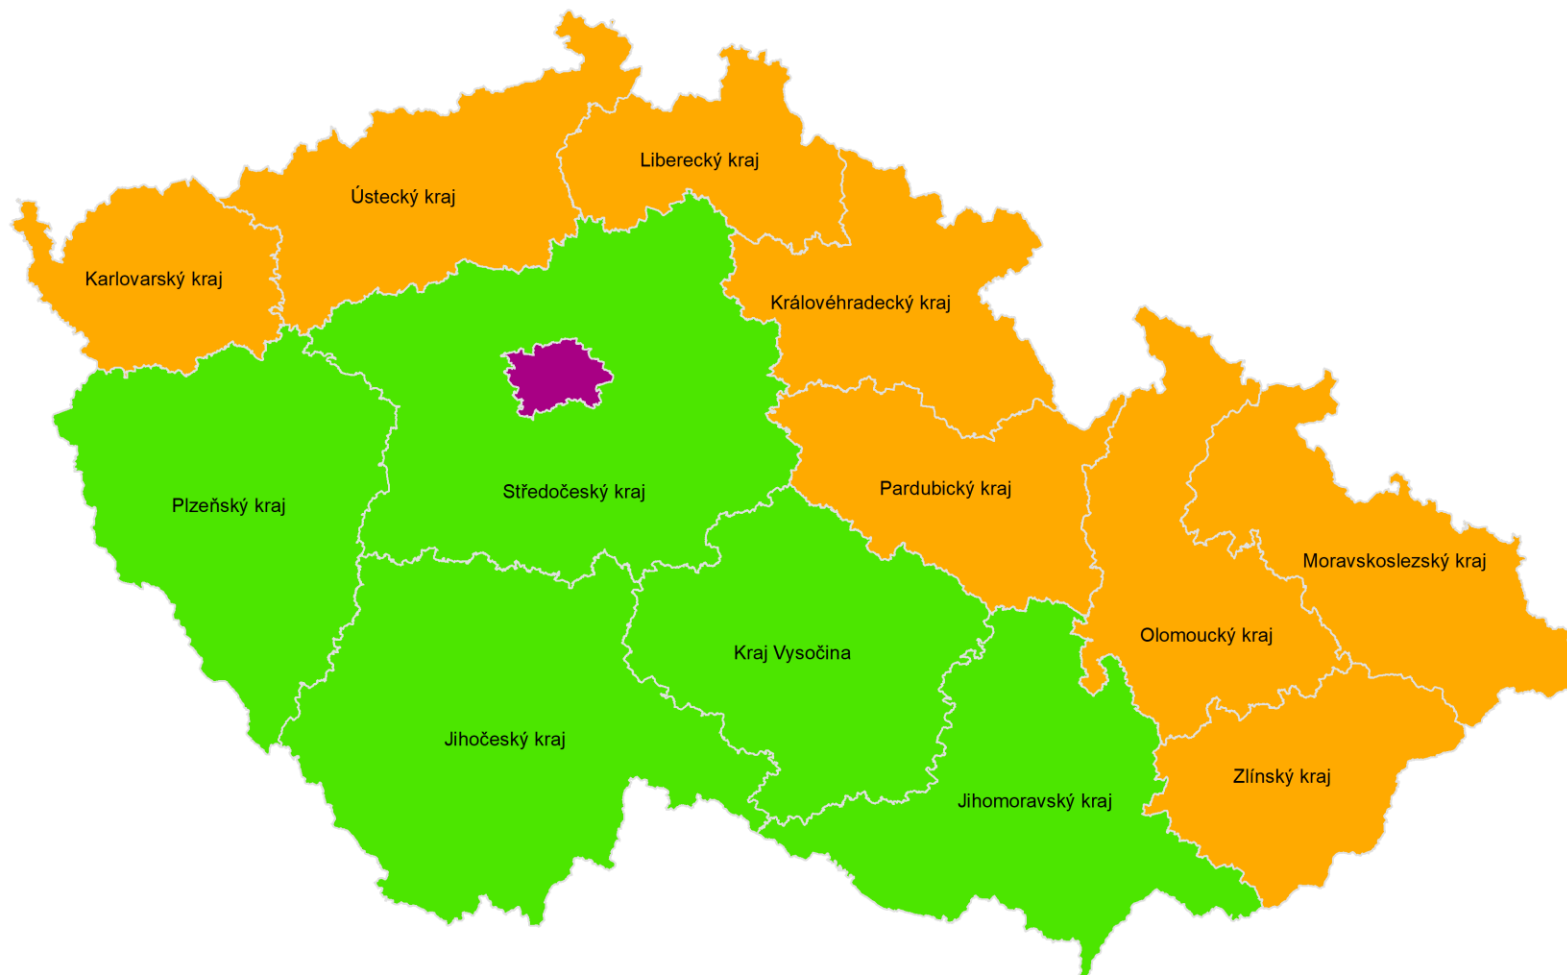 Liberecký kraj
Ústecký kraj
Karlovarský kraj
Královéhradecký kraj
Pardubický kraj
Středočeský kraj
Plzeňský kraj
Moravskoslezský kraj
Olomoucký kraj
Kraj Vysočina
Jihočeský kraj
Zlínský kraj
Jihomoravský kraj